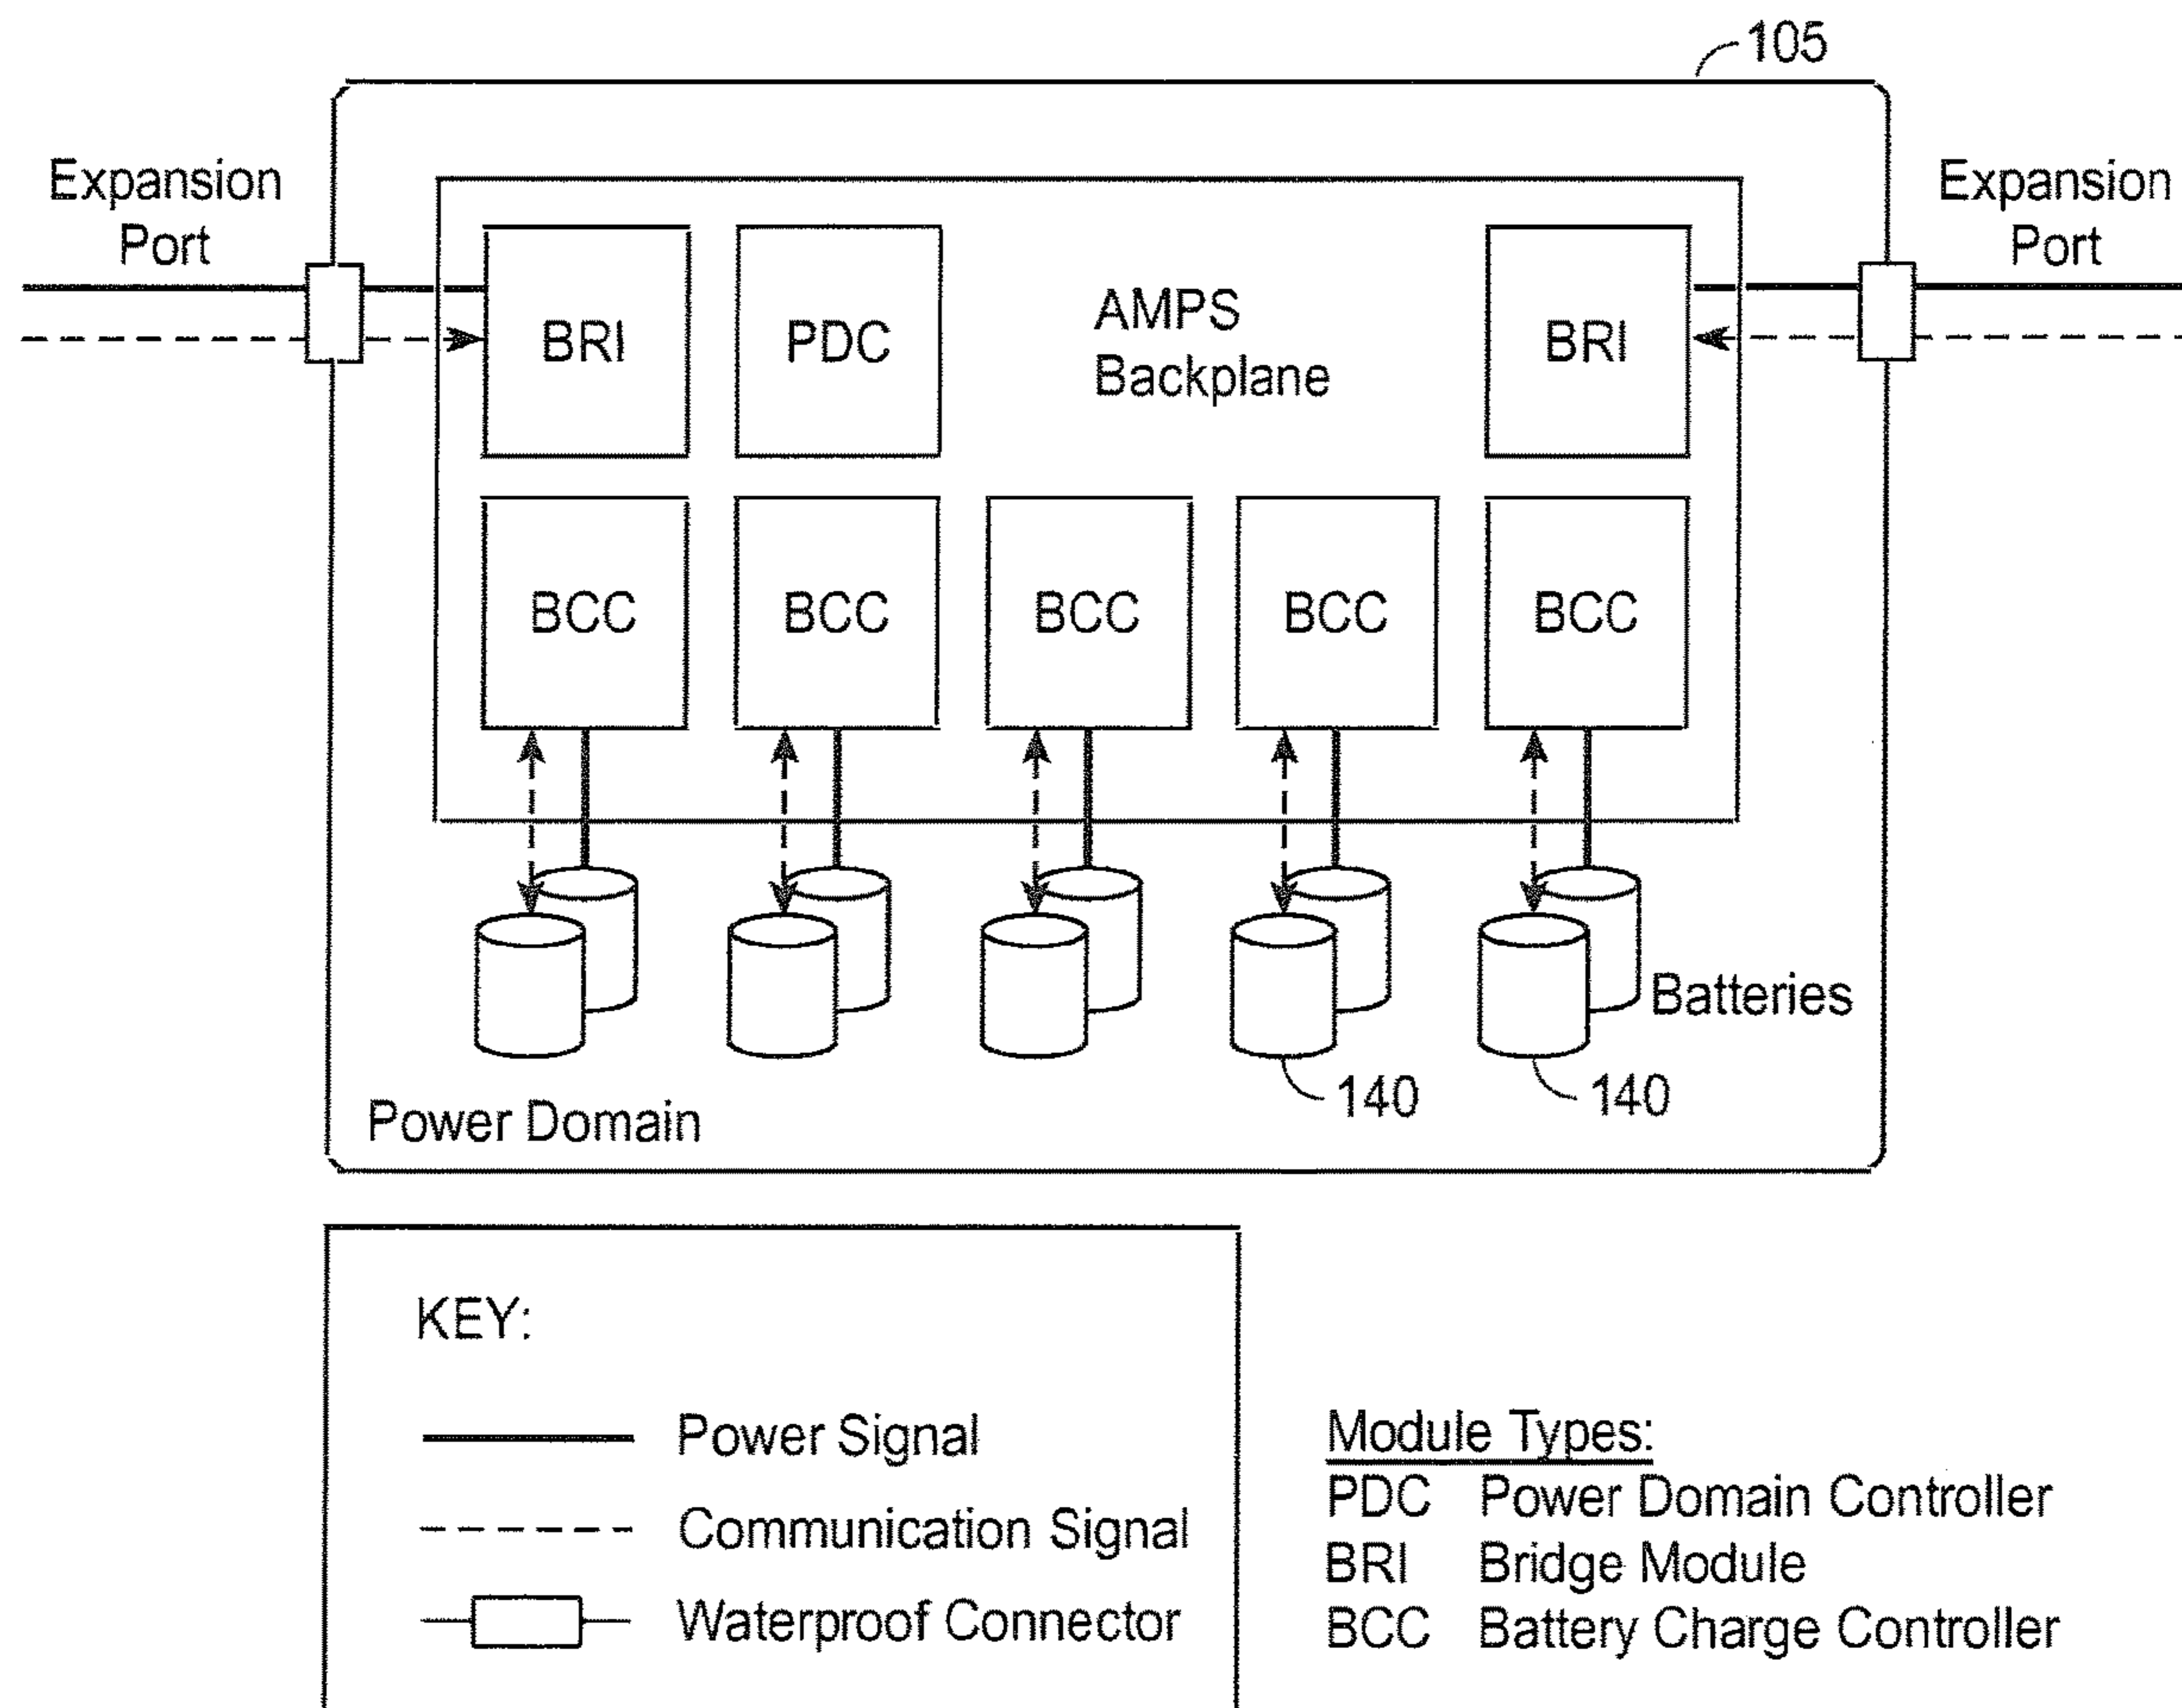 105
Expansion
Port
Expansion
Port
BRI
PDC
AMPS
Backplane
BRI
BCC
BCC
BCC
BCC
BCC
Batteries
140
140
Power Domain
KEY:
Power Signal
Communication Signal
Waterproof Connector
Module Types:
PDC Power Domain Controller
BRI Bridge Module
BCC Battery Charge Controller